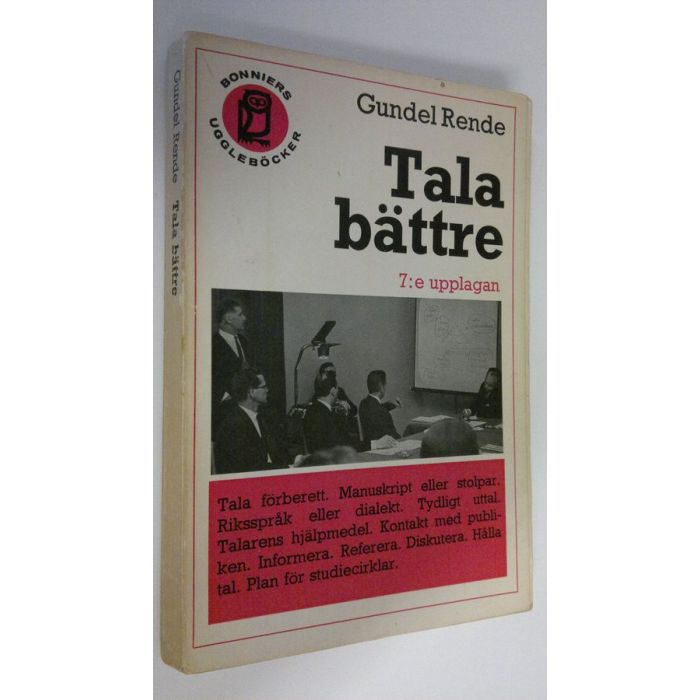 BONNIERS
UGGLEBÖCKER
Gundel Rende
Tala
bättre
7:e upplagan
Tala förberett. Manuskript eller stolpar.
Riksspråk eller dialekt. Tydligt uttal.
Talarens hjälpmedel. Kontakt med publi-
ken. Informera. Referera. Diskutera. Hålla
tal. Plan för studiecirklar.
Gundel Rende Tala bättre